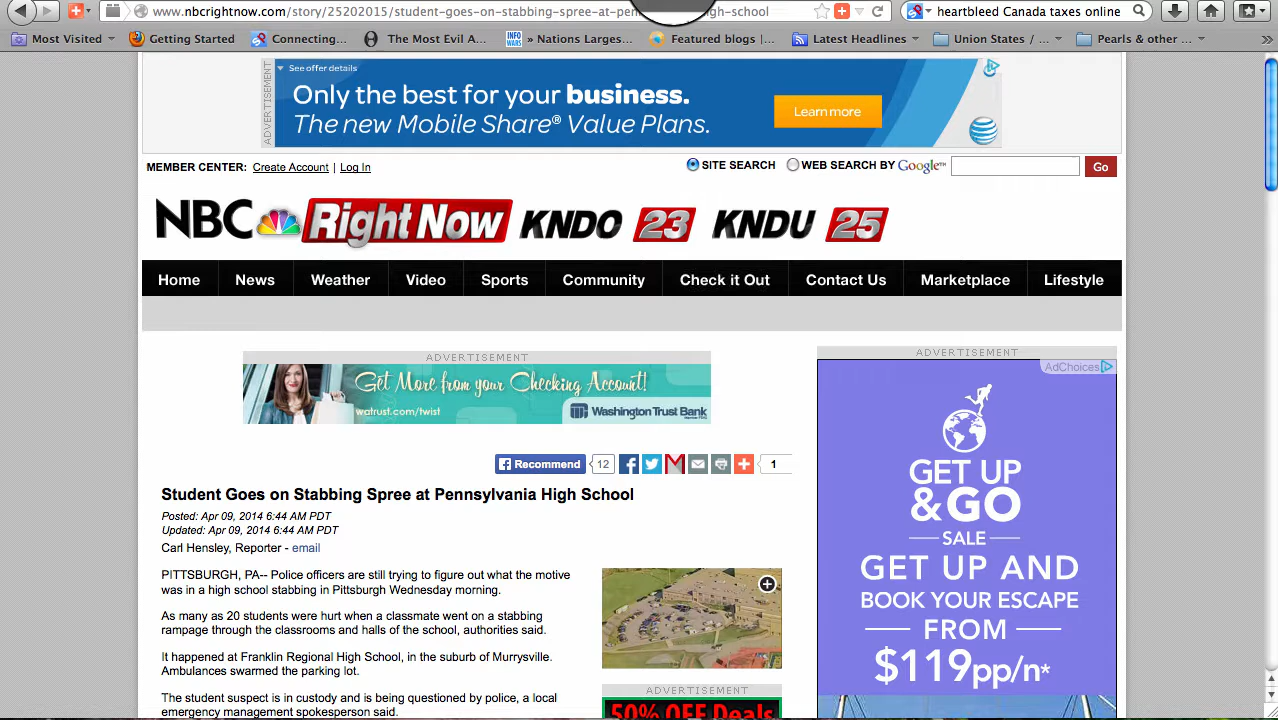 www.nbcrightnow.com/story/25202015/student-goes-on-stabbing-spree-at-pen high-school
heartbleed Canada taxes online
Most Visited
Getting Started
Connecting...
The Most Evil A...
INFO WARS
» Nations Larges...
Featured blogs |...
Latest Headlines
Union States / ...
Pearls & other ...
ADVERTISEMENT
See offer details
Only the best for your business.
The new Mobile Share® Value Plans.
Learn more
at&t
MEMBER CENTER: Create Account | Log In
SITE SEARCH
WEB SEARCH BY Google™
Go
NBC Right Now KNDO 23 KNDU 25
Home News Weather Video Sports Community Check it Out Contact Us Marketplace Lifestyle
ADVERTISEMENT
Get More from your Checking Account!
watrust.com/twist
Washington Trust Bank
ADVERTISEMENT
AdChoices
GET UP
&GO
SALE
GET UP AND
BOOK YOUR ESCAPE
FROM
$119pp/n*
Recommend 12
1
Student Goes on Stabbing Spree at Pennsylvania High School
Posted: Apr 09, 2014 6:44 AM PDT
Updated: Apr 09, 2014 6:44 AM PDT
Carl Hensley, Reporter - email
PITTSBURGH, PA-- Police officers are still trying to figure out what the motive
was in a high school stabbing in Pittsburgh Wednesday morning.
As many as 20 students were hurt when a classmate went on a stabbing
rampage through the classrooms and halls of the school, authorities said.
It happened at Franklin Regional High School, in the suburb of Murrysville.
Ambulances swarmed the parking lot.
The student suspect is in custody and is being questioned by police, a local
emergency management spokesperson said.
ADVERTISEMENT
50% OFF Deals